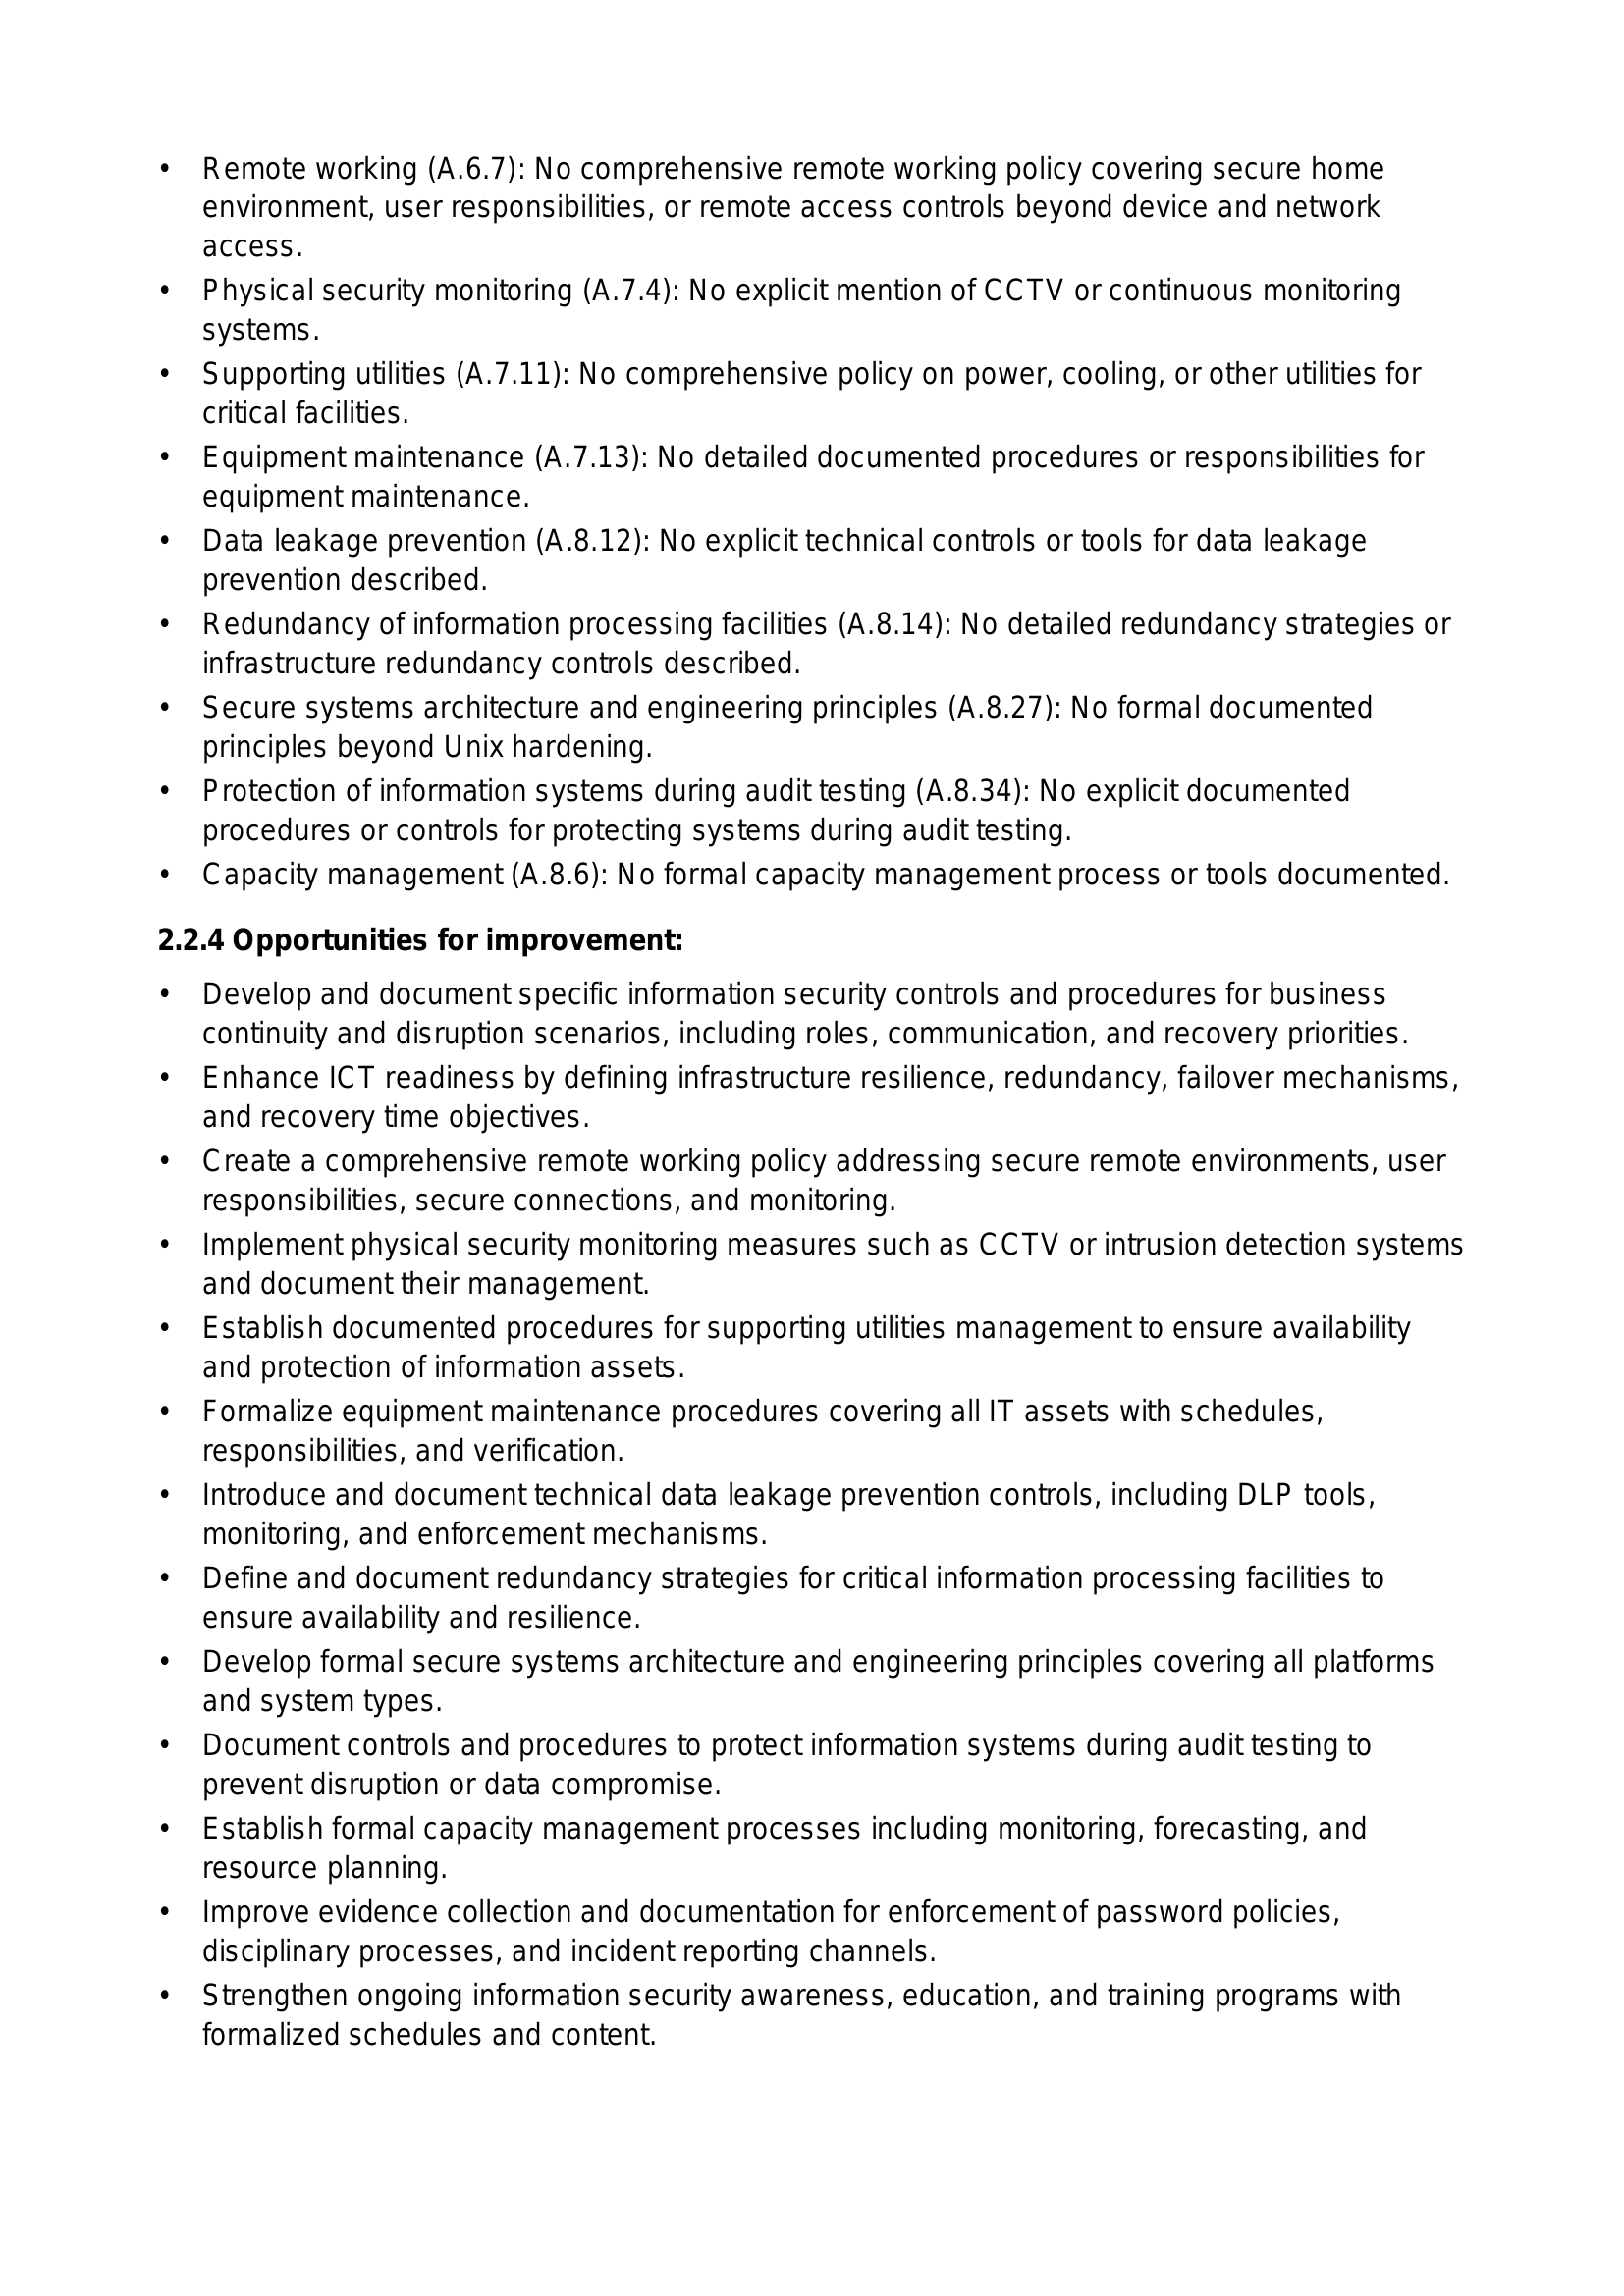 • Remote working (A.6.7): No comprehensive remote working policy covering secure home
environment, user responsibilities, or remote access controls beyond device and network
access.
• Physical security monitoring (A.7.4): No explicit mention of CCTV or continuous monitoring
systems.
• Supporting utilities (A.7.11): No comprehensive policy on power, cooling, or other utilities for
critical facilities.
• Equipment maintenance (A.7.13): No detailed documented procedures or responsibilities for
equipment maintenance.
• Data leakage prevention (A.8.12): No explicit technical controls or tools for data leakage
prevention described.
• Redundancy of information processing facilities (A.8.14): No detailed redundancy strategies or
infrastructure redundancy controls described.
• Secure systems architecture and engineering principles (A.8.27): No formal documented
principles beyond Unix hardening.
• Protection of information systems during audit testing (A.8.34): No explicit documented
procedures or controls for protecting systems during audit testing.
• Capacity management (A.8.6): No formal capacity management process or tools documented.
2.2.4 Opportunities for improvement:
• Develop and document specific information security controls and procedures for business
continuity and disruption scenarios, including roles, communication, and recovery priorities.
• Enhance ICT readiness by defining infrastructure resilience, redundancy, failover mechanisms,
and recovery time objectives.
• Create a comprehensive remote working policy addressing secure remote environments, user
responsibilities, secure connections, and monitoring.
• Implement physical security monitoring measures such as CCTV or intrusion detection systems
and document their management.
• Establish documented procedures for supporting utilities management to ensure availability
and protection of information assets.
• Formalize equipment maintenance procedures covering all IT assets with schedules,
responsibilities, and verification.
• Introduce and document technical data leakage prevention controls, including DLP tools,
monitoring, and enforcement mechanisms.
• Define and document redundancy strategies for critical information processing facilities to
ensure availability and resilience.
• Develop formal secure systems architecture and engineering principles covering all platforms
and system types.
• Document controls and procedures to protect information systems during audit testing to
prevent disruption or data compromise.
• Establish formal capacity management processes including monitoring, forecasting, and
resource planning.
• Improve evidence collection and documentation for enforcement of password policies,
disciplinary processes, and incident reporting channels.
• Strengthen ongoing information security awareness, education, and training programs with
formalized schedules and content.